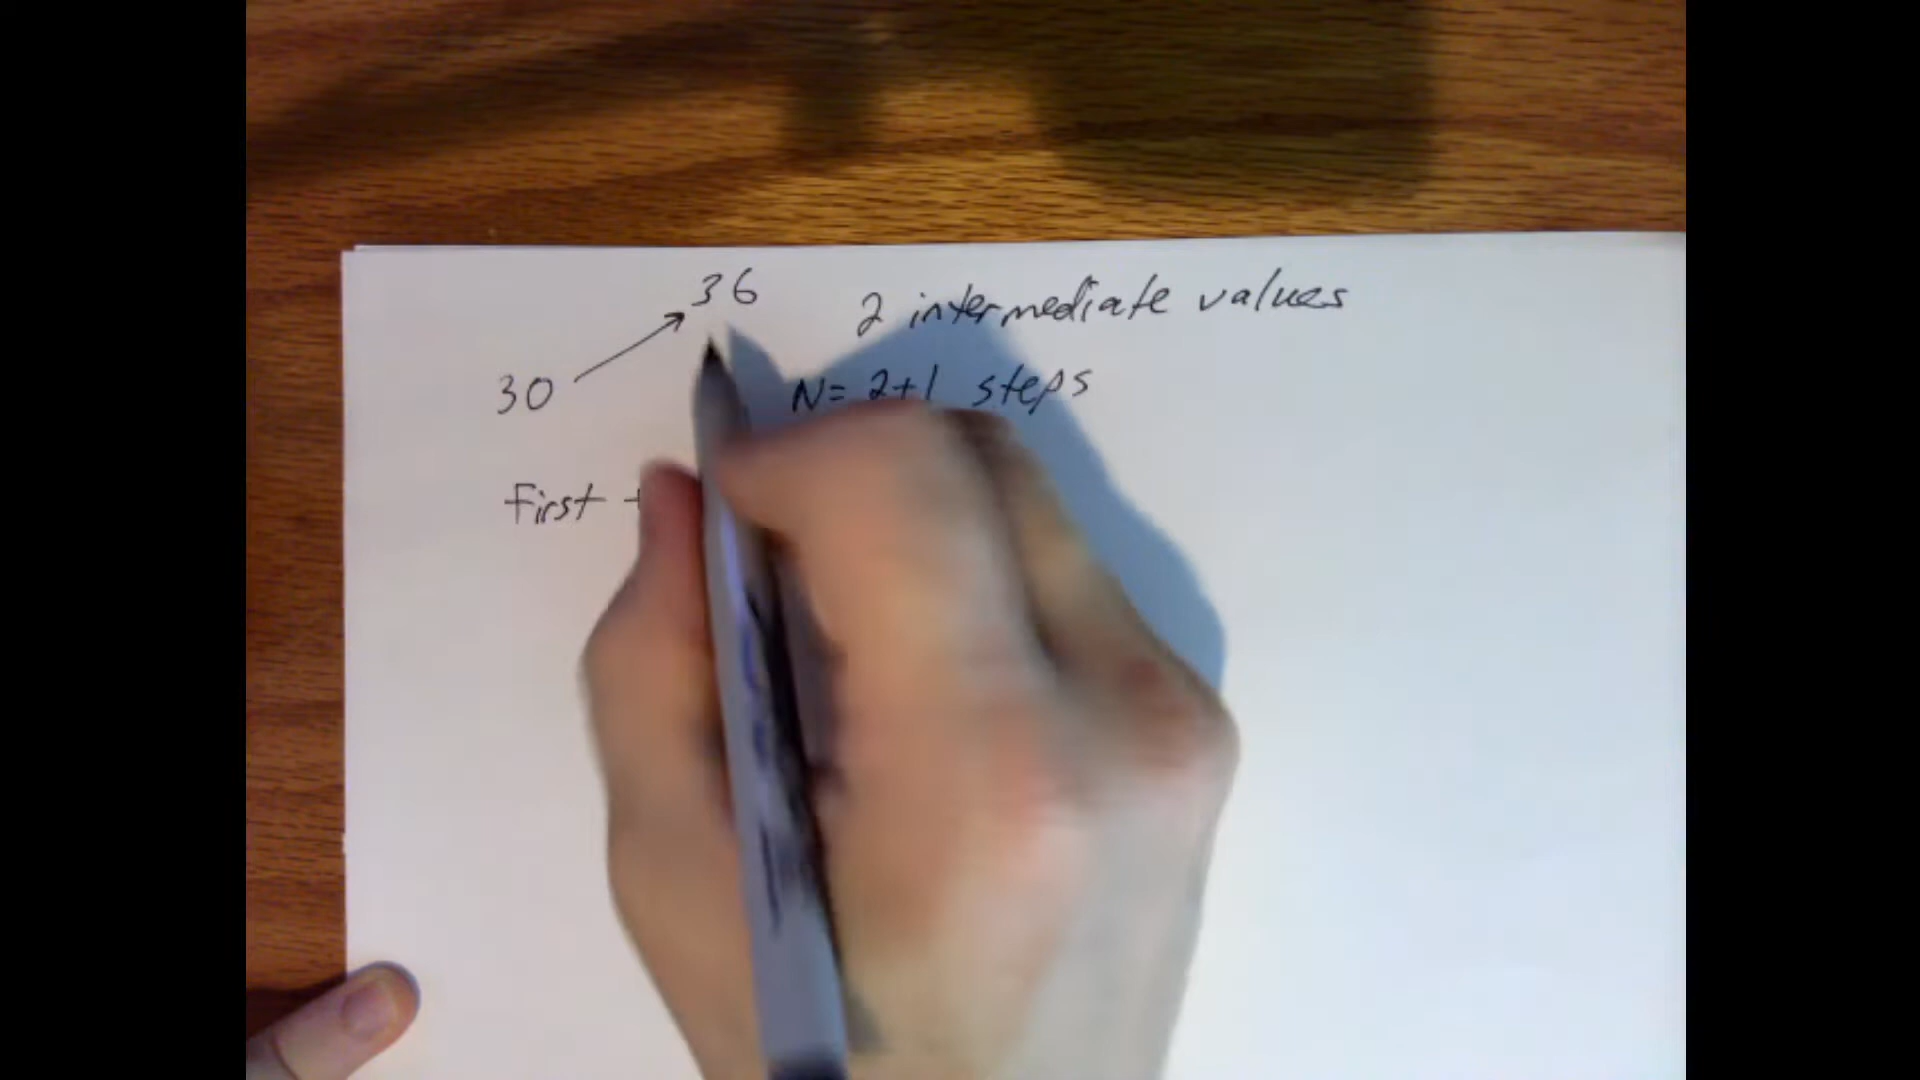 36
2 intermediate values
30
N= 2+1 steps
First